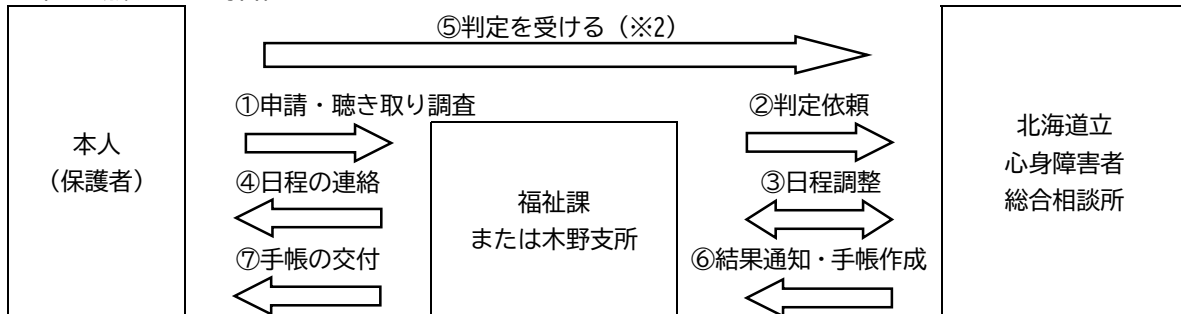 ⑤判定を受ける（※2）
①申請・聴き取り調査
②判定依頼
本人
（保護者）
④日程の連絡
③日程調整
福祉課
または木野支所
北海道立
心身障害者
総合相談所
⑦手帳の交付
⑥結果通知・手帳作成